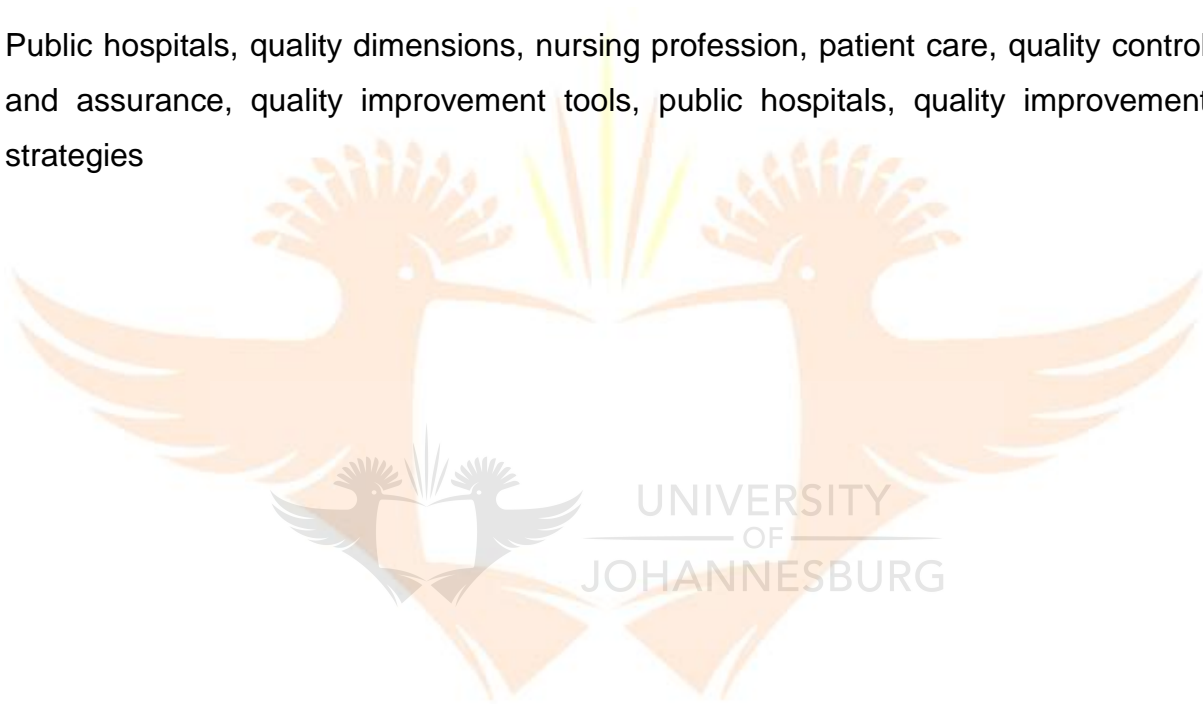 Public hospitals, quality dimensions, nursing profession, patient care, quality control
and assurance, quality improvement tools, public hospitals, quality improvement
strategies
UNIVERSITY
OF
JOHANNESBURG